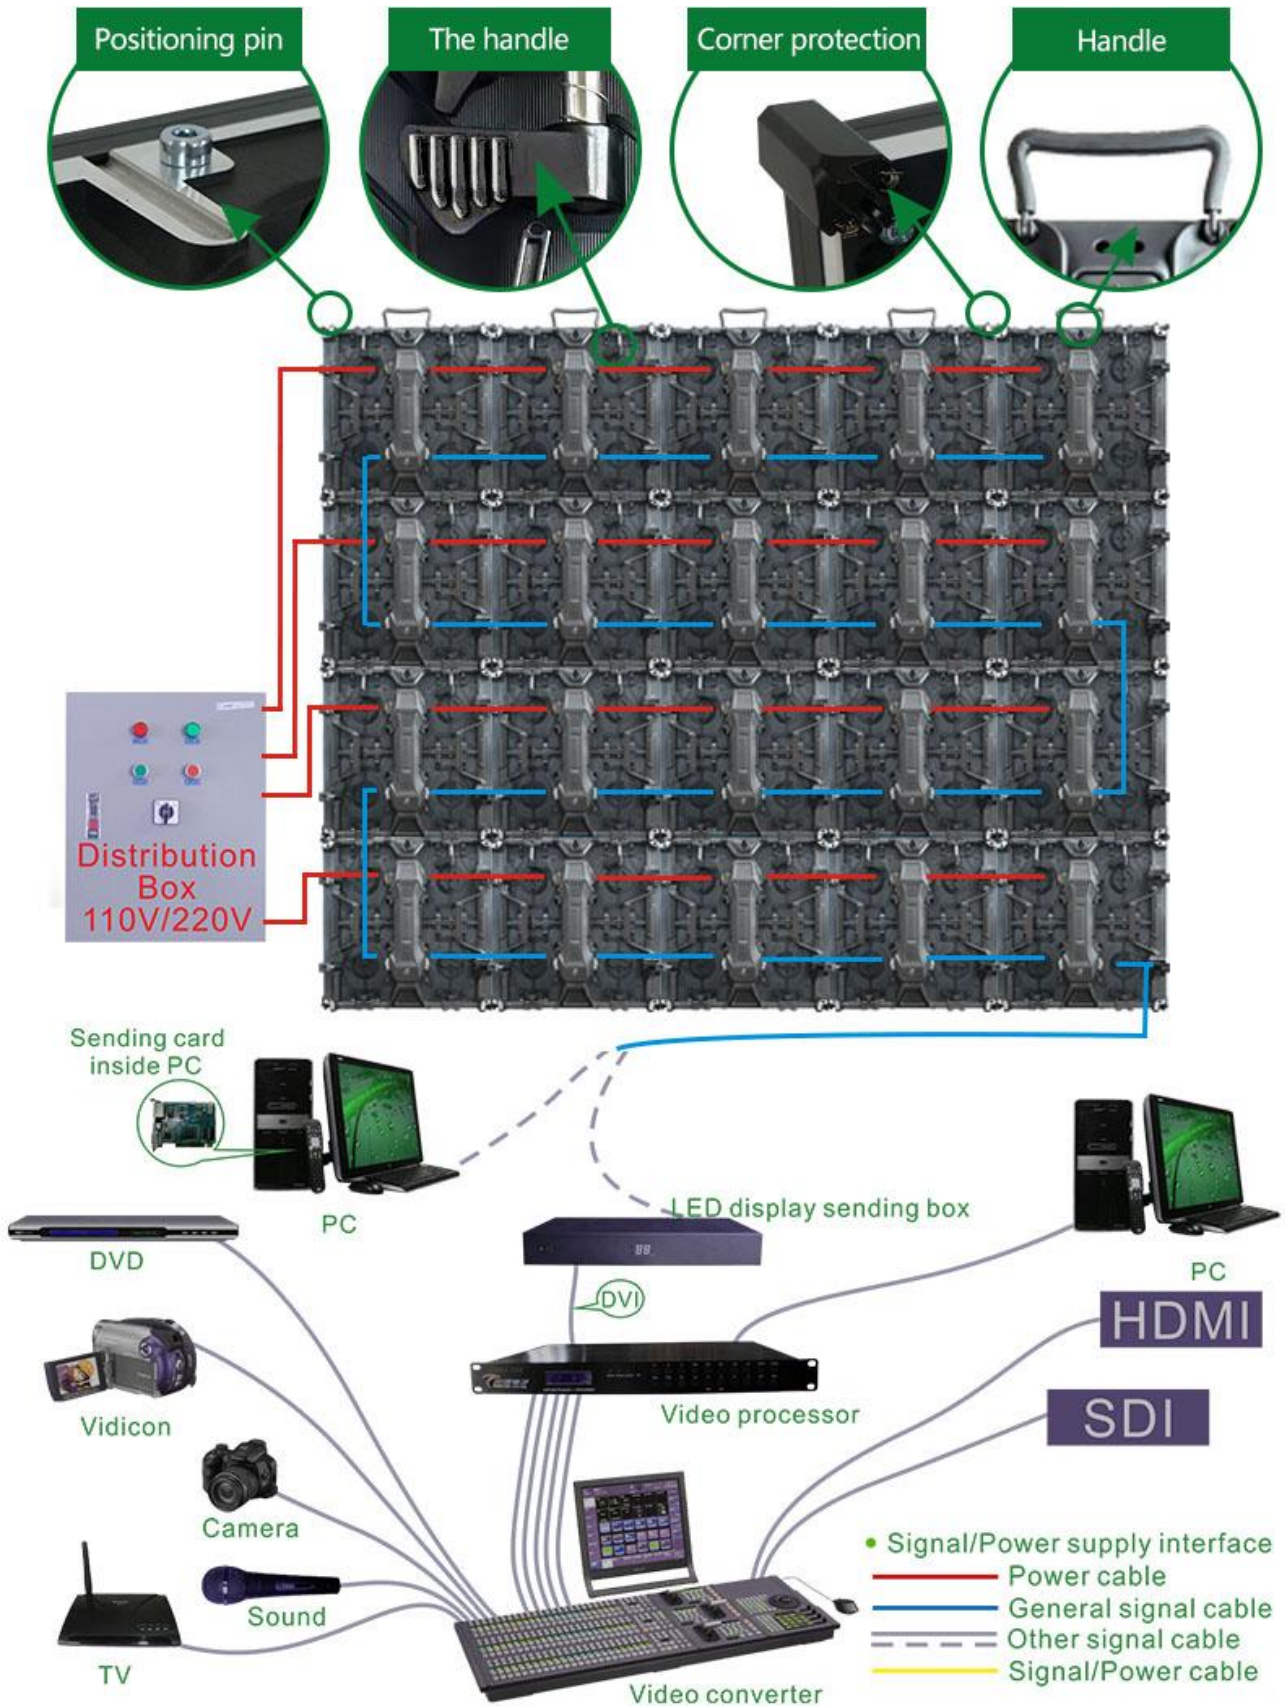 Positioning pin
The handle
Corner protection
Handle
Distribution
Box
110V/220V
Sending card
inside PC
PC
LED display sending box
DVD
DVI
PC
HDMI
Vidicon
Video processor
SDI
Camera
Sound
TV
Video converter
Signal/Power supply interface
Power cable
General signal cable
Other signal cable
Signal/Power cable